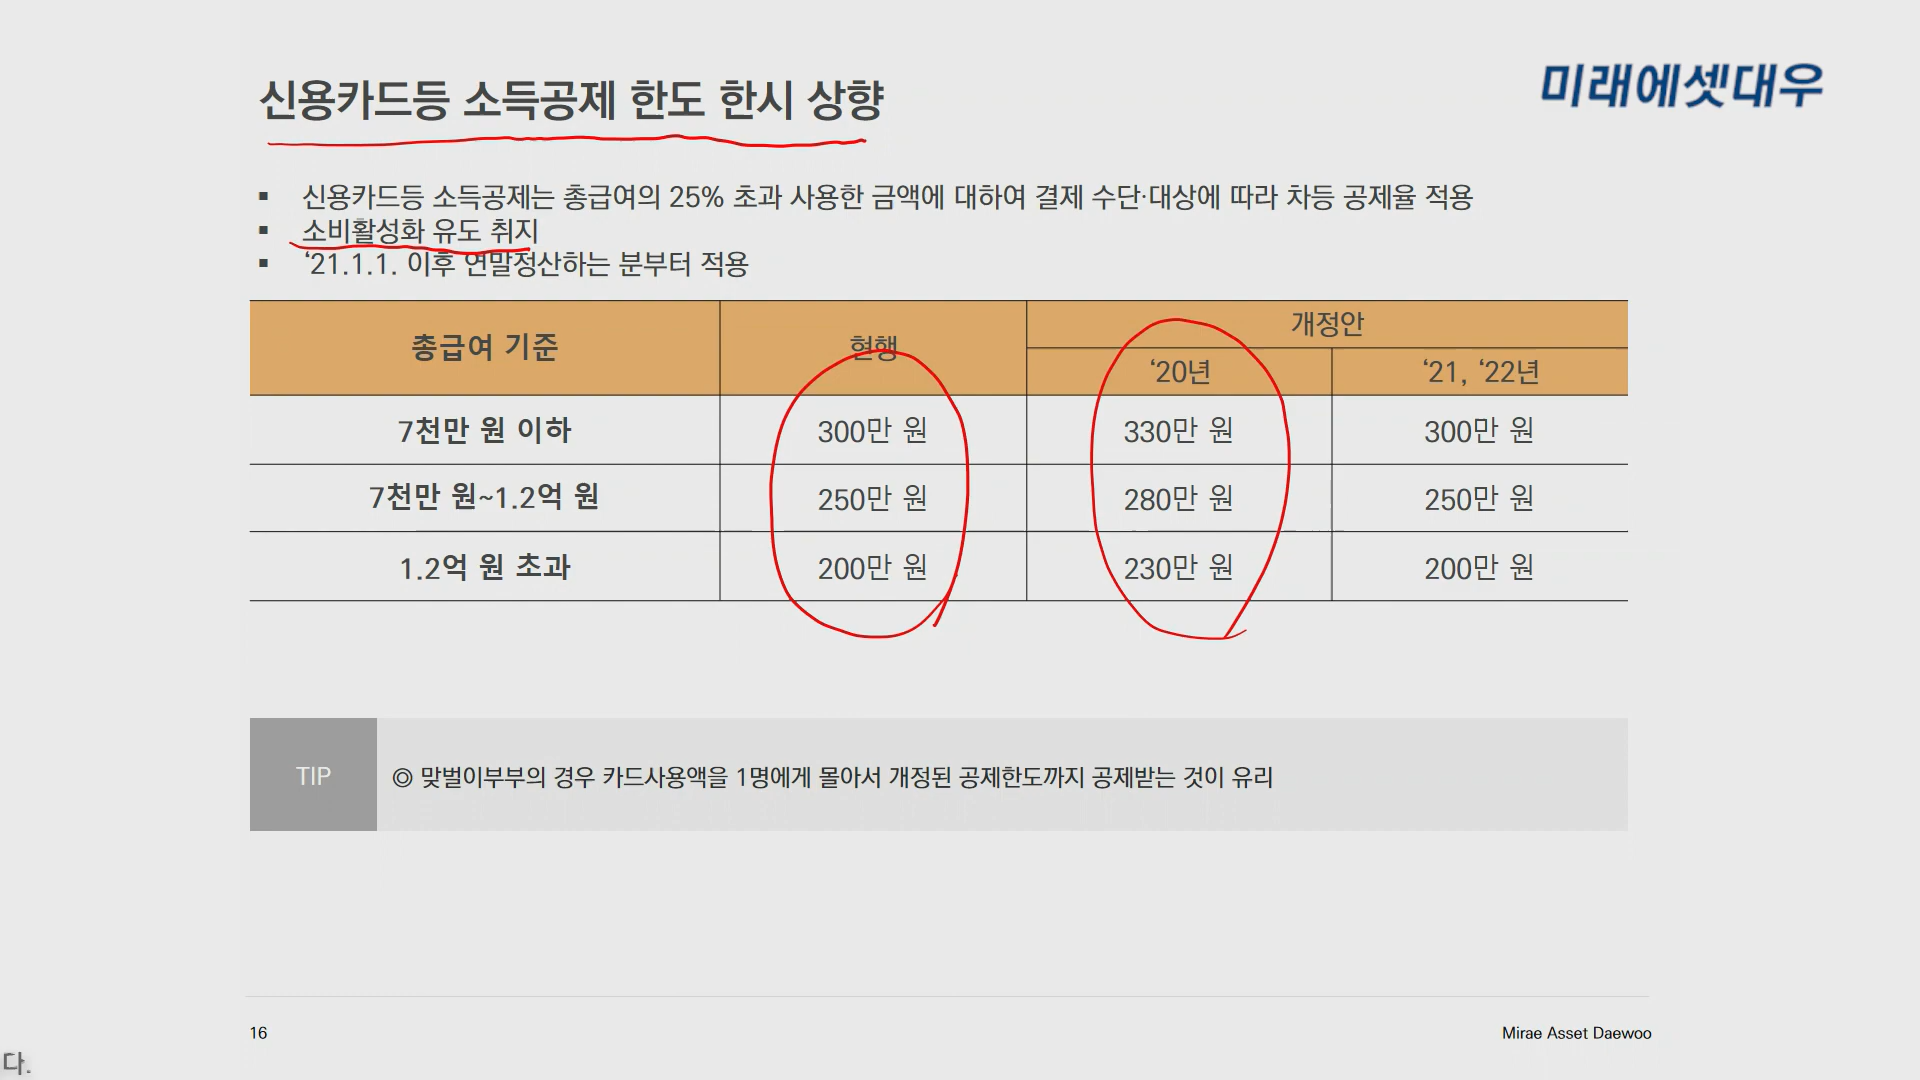 신용카드등 소득공제 한도 한시 상향
미래에셋대우
▪ 신용카드등 소득공제는 총급여의 25% 초과 사용한 금액에 대하여 결제 수단·대상에 따라 차등 공제율 적용
▪ 소비활성화 유도 취지
▪ ‘21.1.1. 이후 연말정산하는 분부터 적용
총급여 기준 현행 개정안
‘20년 ‘21, ‘22년
7천만 원 이하 300만 원 330만 원 300만 원
7천만 원~1.2억 원 250만 원 280만 원 250만 원
1.2억 원 초과 200만 원 230만 원 200만 원
TIP ◎ 맞벌이부부의 경우 카드사용액을 1명에게 몰아서 개정된 공제한도까지 공제받는 것이 유리
16 Mirae Asset Daewoo
다.